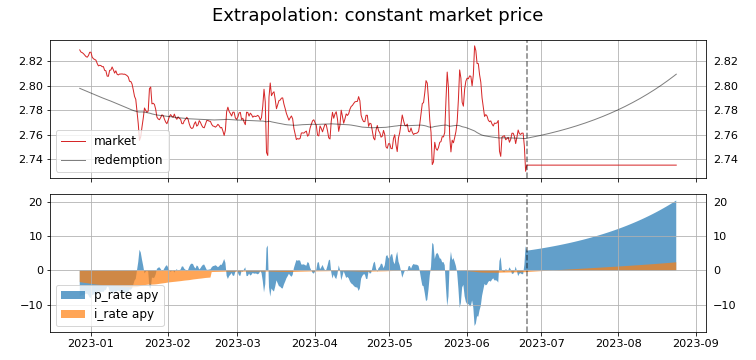 Extrapolation: constant market price
2.82 2.82
2.80 2.80
2.78 2.78
2.76 2.76
2.74 2.74
market
redemption
20 20
10 10
0 0
−10 −10
p_rate apy
i_rate apy
2023-01 2023-02 2023-03 2023-04 2023-05 2023-06 2023-07 2023-08 2023-09